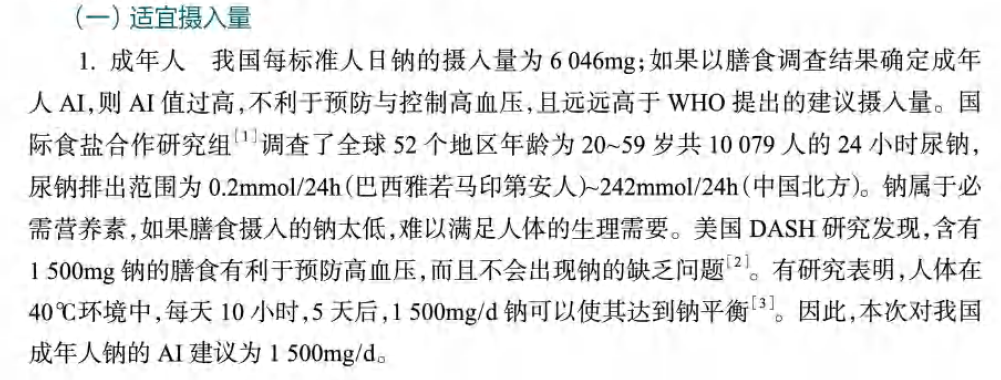 （一）适宜摄入量
1. 成年人　我国每标准人日钠的摄入量为 6 046mg；如果以膳食调查结果确定成年
人 AI，则 AI 值过高，不利于预防与控制高血压，且远远高于 WHO 提出的建议摄入量。国
际食盐合作研究组[1]调查了全球 52 个地区年龄为 20~59 岁共 10 079 人的 24 小时尿钠，
尿钠排出范围为 0.2mmol/24h（巴西雅若马印第安人）~242mmol/24h（中国北方）。钠属于必
需营养素，如果膳食摄入的钠太低，难以满足人体的生理需要。美国 DASH 研究发现，含有
1 500mg 钠的膳食有利于预防高血压，而且不会出现钠的缺乏问题[2]。有研究表明，人体在
40℃环境中，每天 10 小时，5 天后，1 500mg/d 钠可以使其达到钠平衡[3]。因此，本次对我国
成年人钠的 AI 建议为 1 500mg/d。